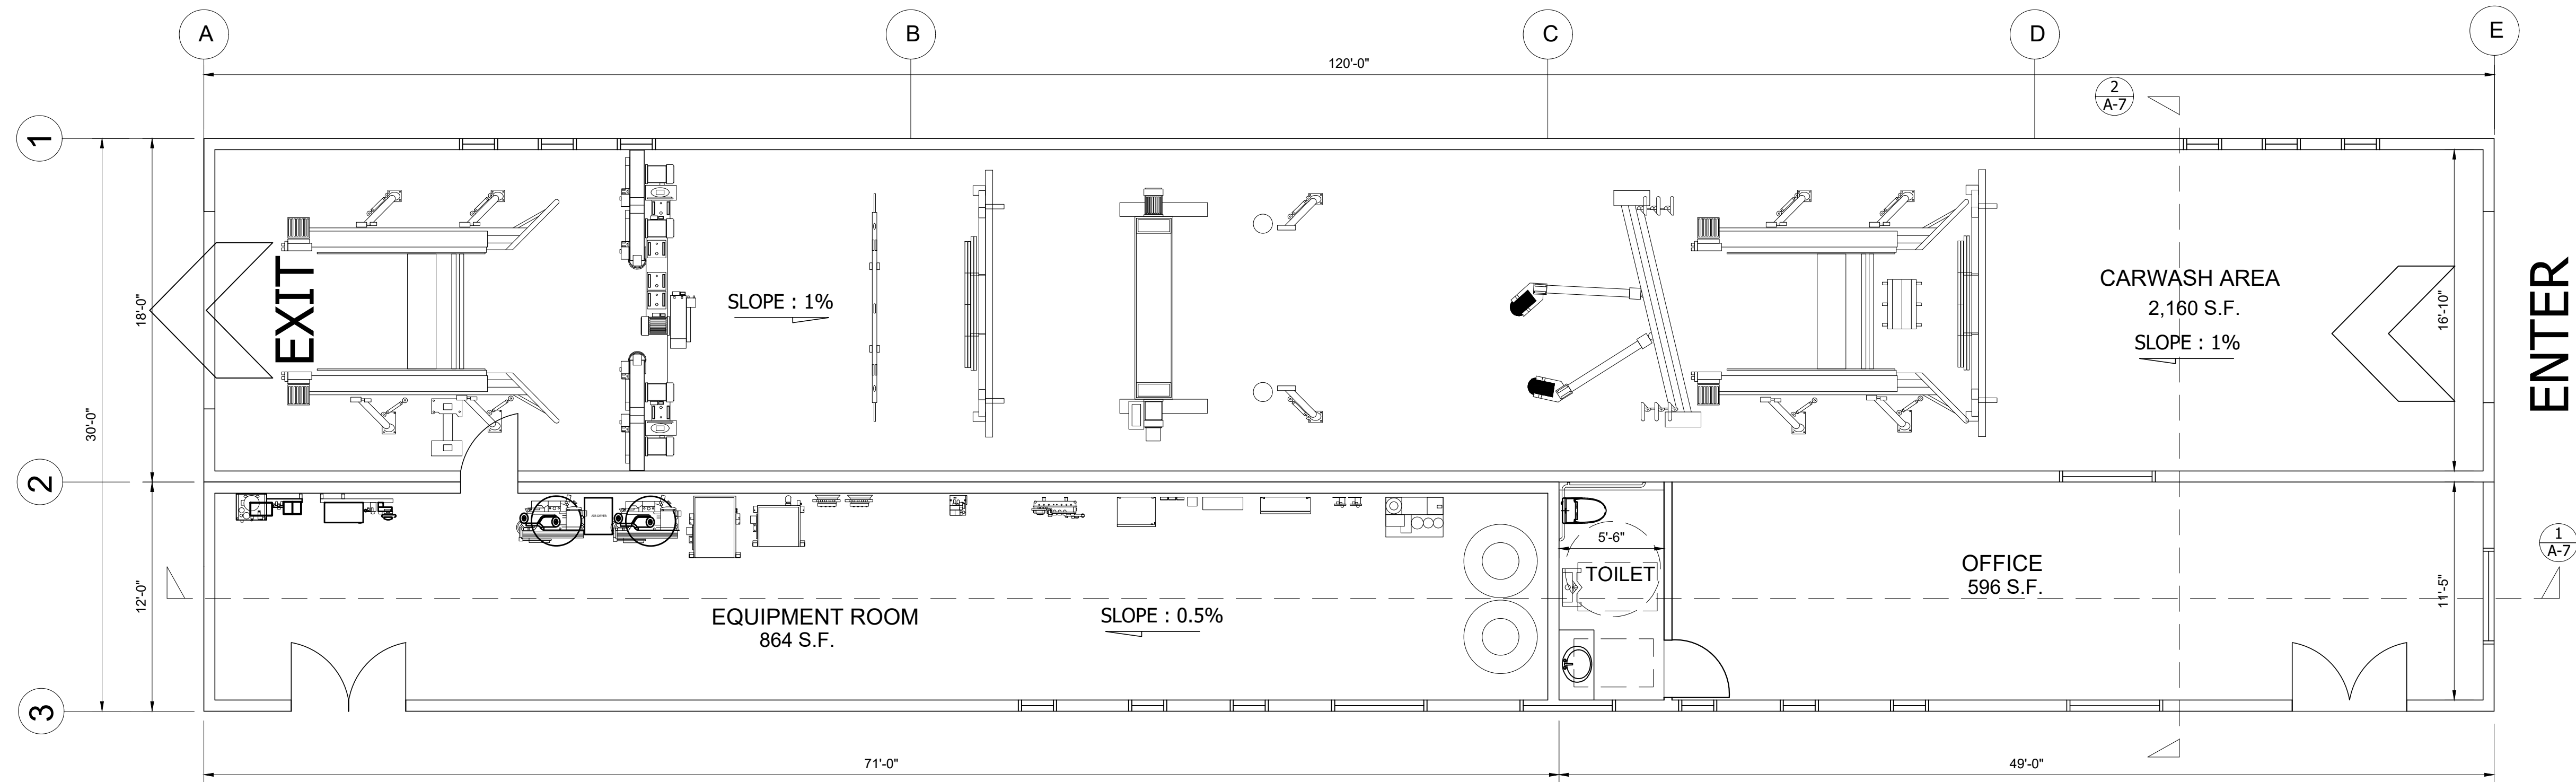 A
B
C
D
E
120'-0"
2
A-7
1
18'-0"
30'-0"
EXIT
SLOPE : 1%
CARWASH AREA
2,160 S.F.
SLOPE : 1%
16'-10"
ENTER
2
12'-0"
5'-6"
TOILET
OFFICE
596 S.F.
11'-5"
1
A-7
EQUIPMENT ROOM
864 S.F.
SLOPE : 0.5%
3
71'-0"
49'-0"